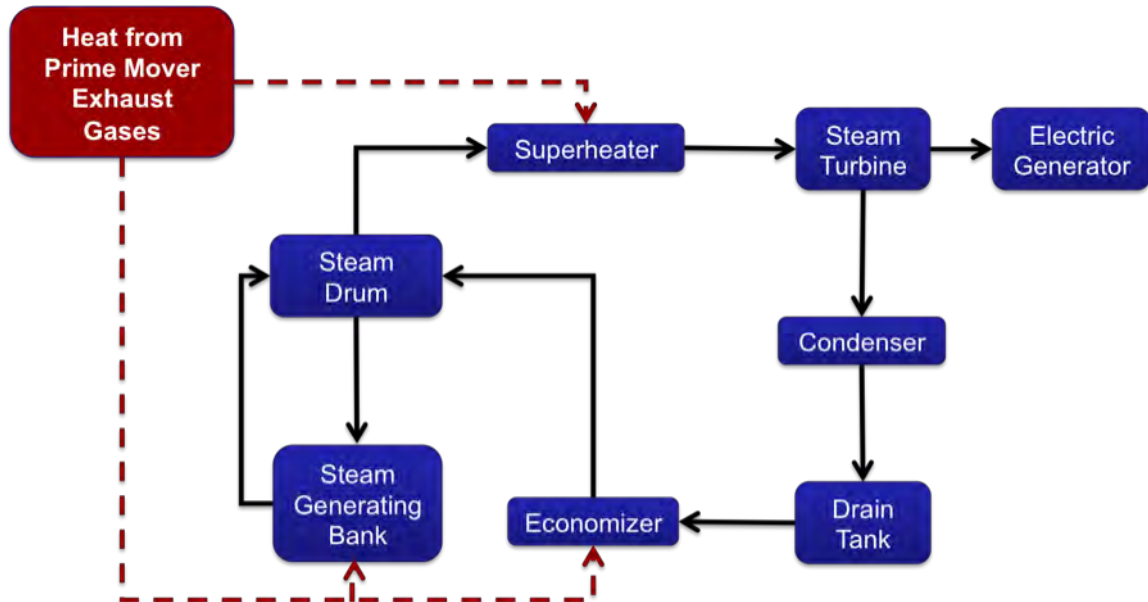 Heat from
Prime Mover
Exhaust
Gases
Superheater
Steam
Turbine
Electric
Generator
Steam
Drum
Condenser
Steam
Generating
Bank
Economizer
Drain
Tank